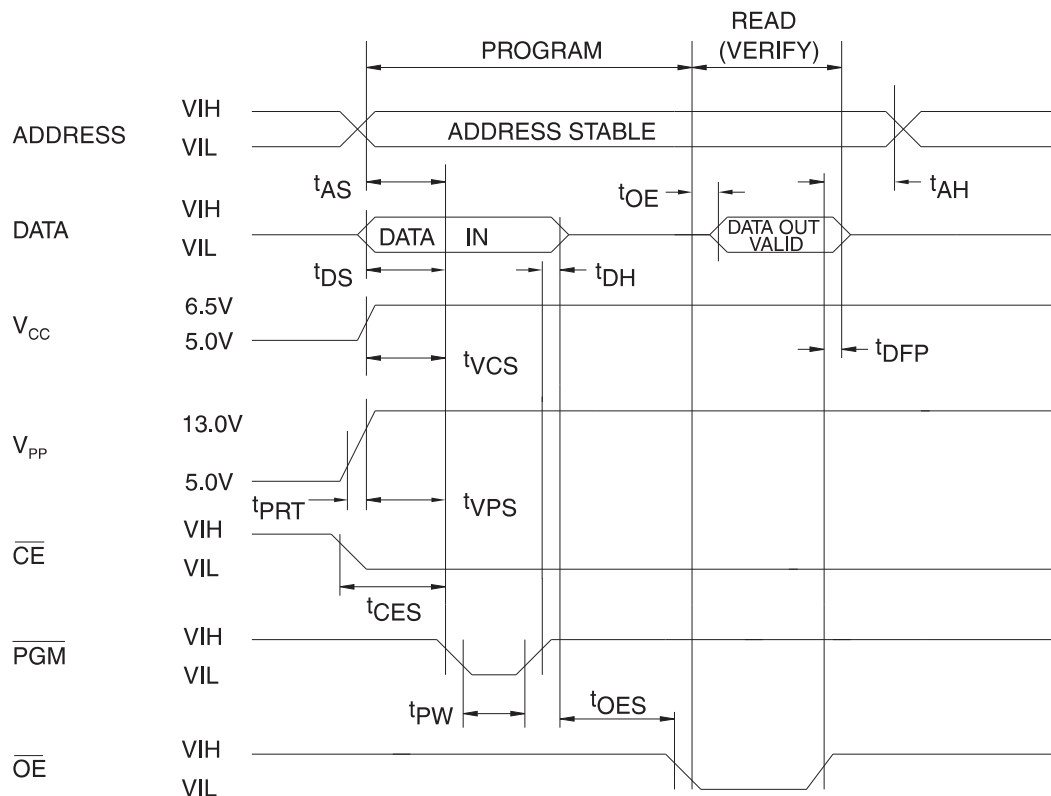 READ
PROGRAM (VERIFY)
VIH
ADDRESS ADDRESS STABLE
VIL
tAS tOE tAH
VIH
DATA DATA IN DATA OUT
VIL VALID
tDS tDH
6.5V
VCC
5.0V
tVCS tDFP
13.0V
VPP
5.0V
tPRT tVPS
VIH
CE
VIL
tCES
VIH
PGM
VIL
tPW tOES
VIH
OE
VIL